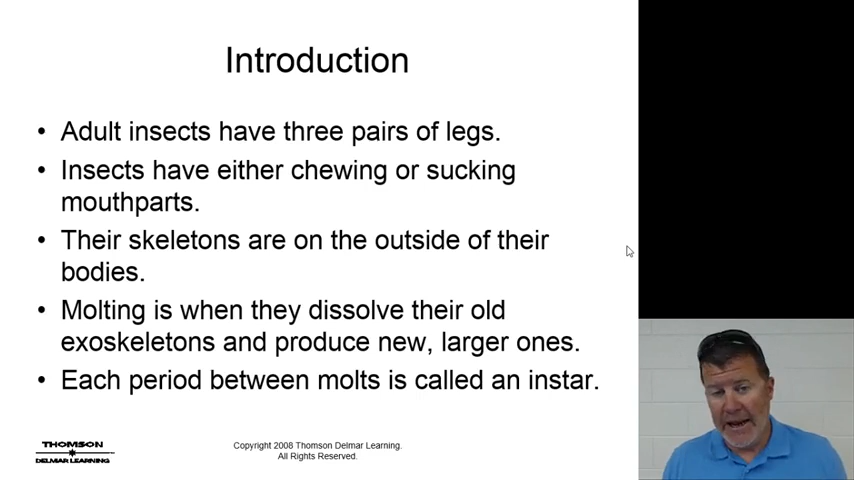 Introduction
• Adult insects have three pairs of legs.
• Insects have either chewing or sucking
mouthparts.
• Their skeletons are on the outside of their
bodies.
• Molting is when they dissolve their old
exoskeletons and produce new, larger ones.
• Each period between molts is called an instar.
THOMSON
DELMAR LEARNING
Copyright 2008 Thomson Delmar Learning.
All Rights Reserved.